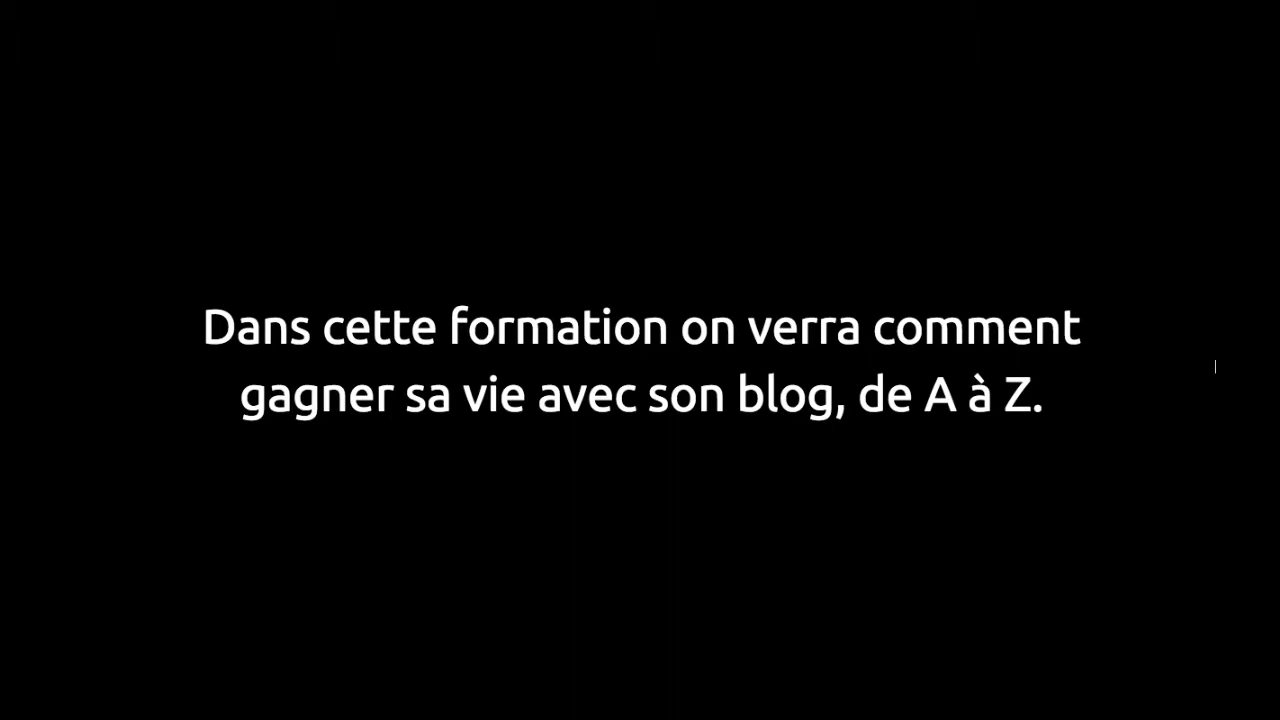 Dans cette formation on verra comment
gagner sa vie avec son blog, de A à Z.